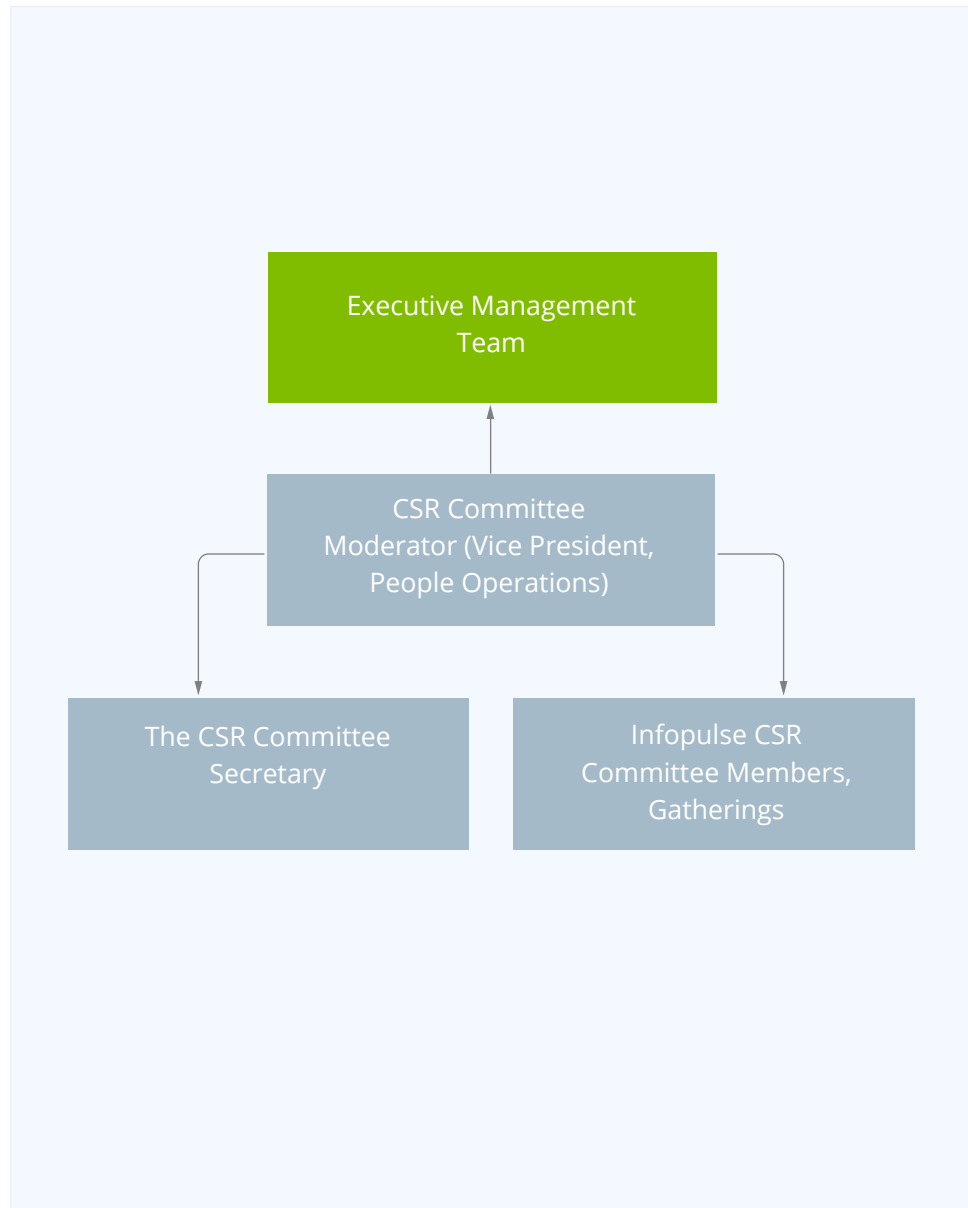 Executive Management
Team
CSR Committee
Moderator (Vice President,
People Operations)
The CSR Committee
Secretary
Infopulse CSR
Committee Members,
Gatherings